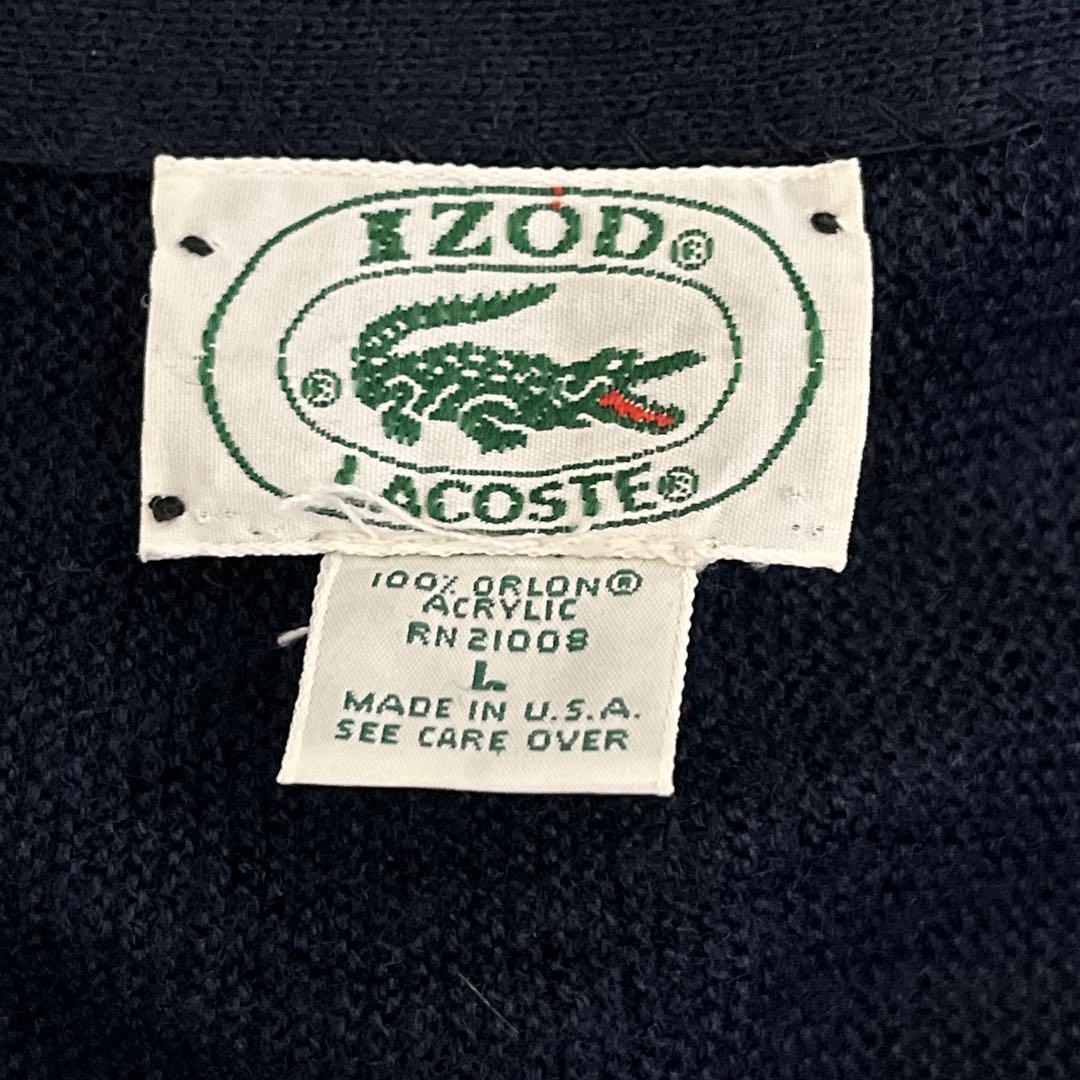 IZOD®
®
LACOSTE®
100% ORLON®
ACRYLIC
RN 21008
L
MADE IN U.S.A.
SEE CARE OVER